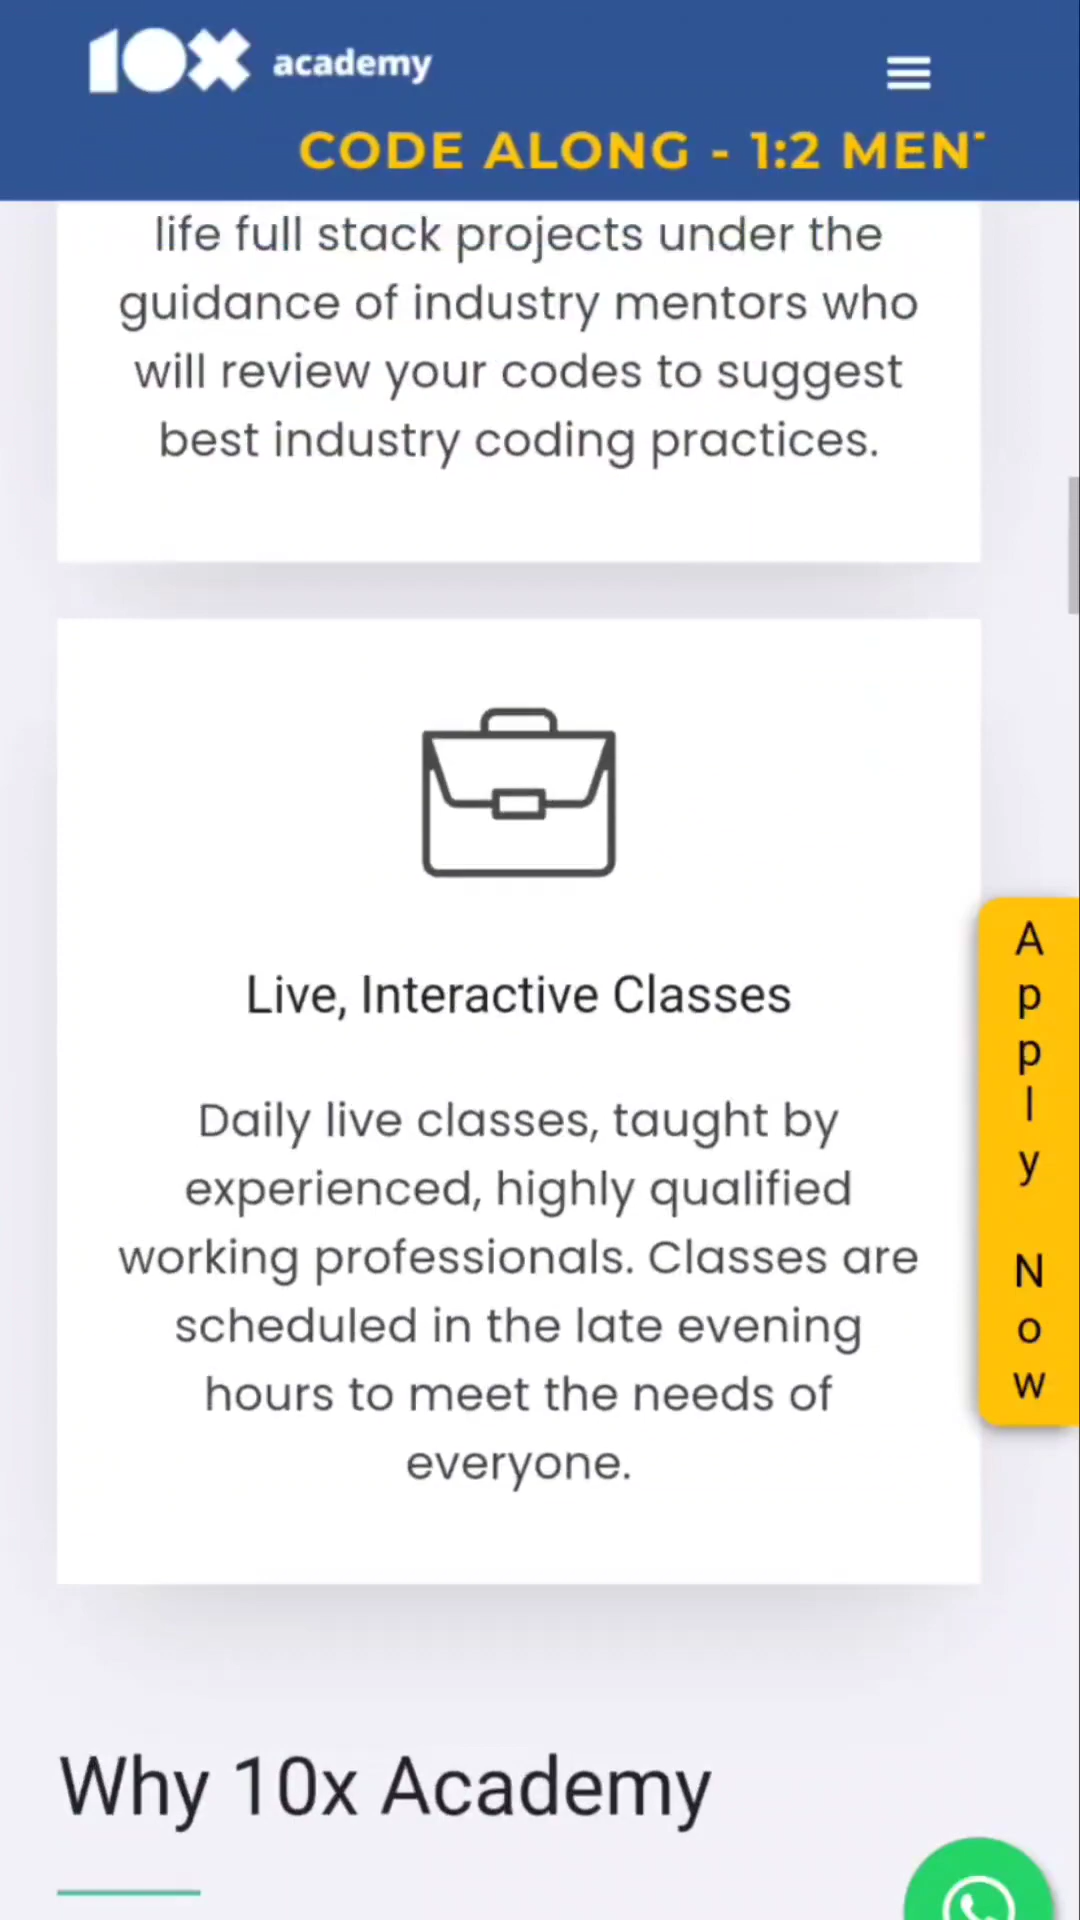 10x academy
CODE ALONG - 1:2
life full stack projects under the
guidance of industry mentors who
will review your codes to suggest
best industry coding practices.
Live, Interactive Classes
Daily live classes, taught by
experienced, highly qualified
working professionals. Classes are
scheduled in the late evening
hours to meet the needs of
everyone.
Apply Now
Why 10x Academy